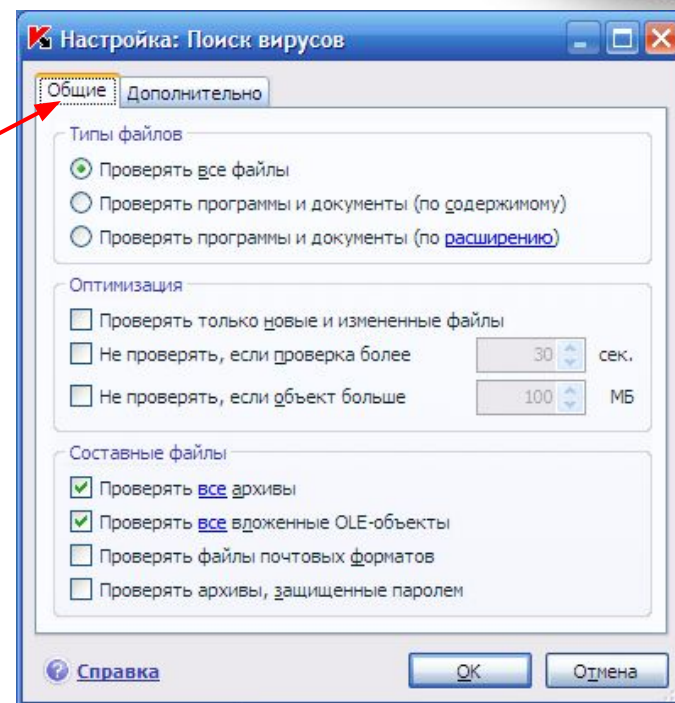 Настройка: Поиск вирусов
Общие Дополнительно
Типы файлов
Проверять все файлы
Проверять программы и документы (по содержимому)
Проверять программы и документы (по расширению)
Оптимизация
Проверять только новые и измененные файлы
Не проверять, если проверка более 30 сек.
Не проверять, если объект больше 100 МБ
Составные файлы
Проверять все архивы
Проверять все вложенные OLE-объекты
Проверять файлы почтовых форматов
Проверять архивы, защищенные паролем
Справка OK Отмена